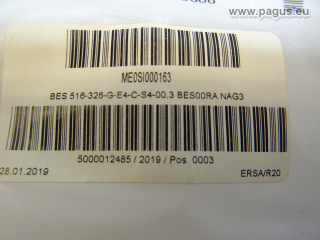 www.pagus.eu
ME0SI000163
BES 516-326-G-E4-C-S4-00,3 BES00RA NAG3
5000012485 / 2019 / Pos. 0003
28.01.2019
ERSA/R20